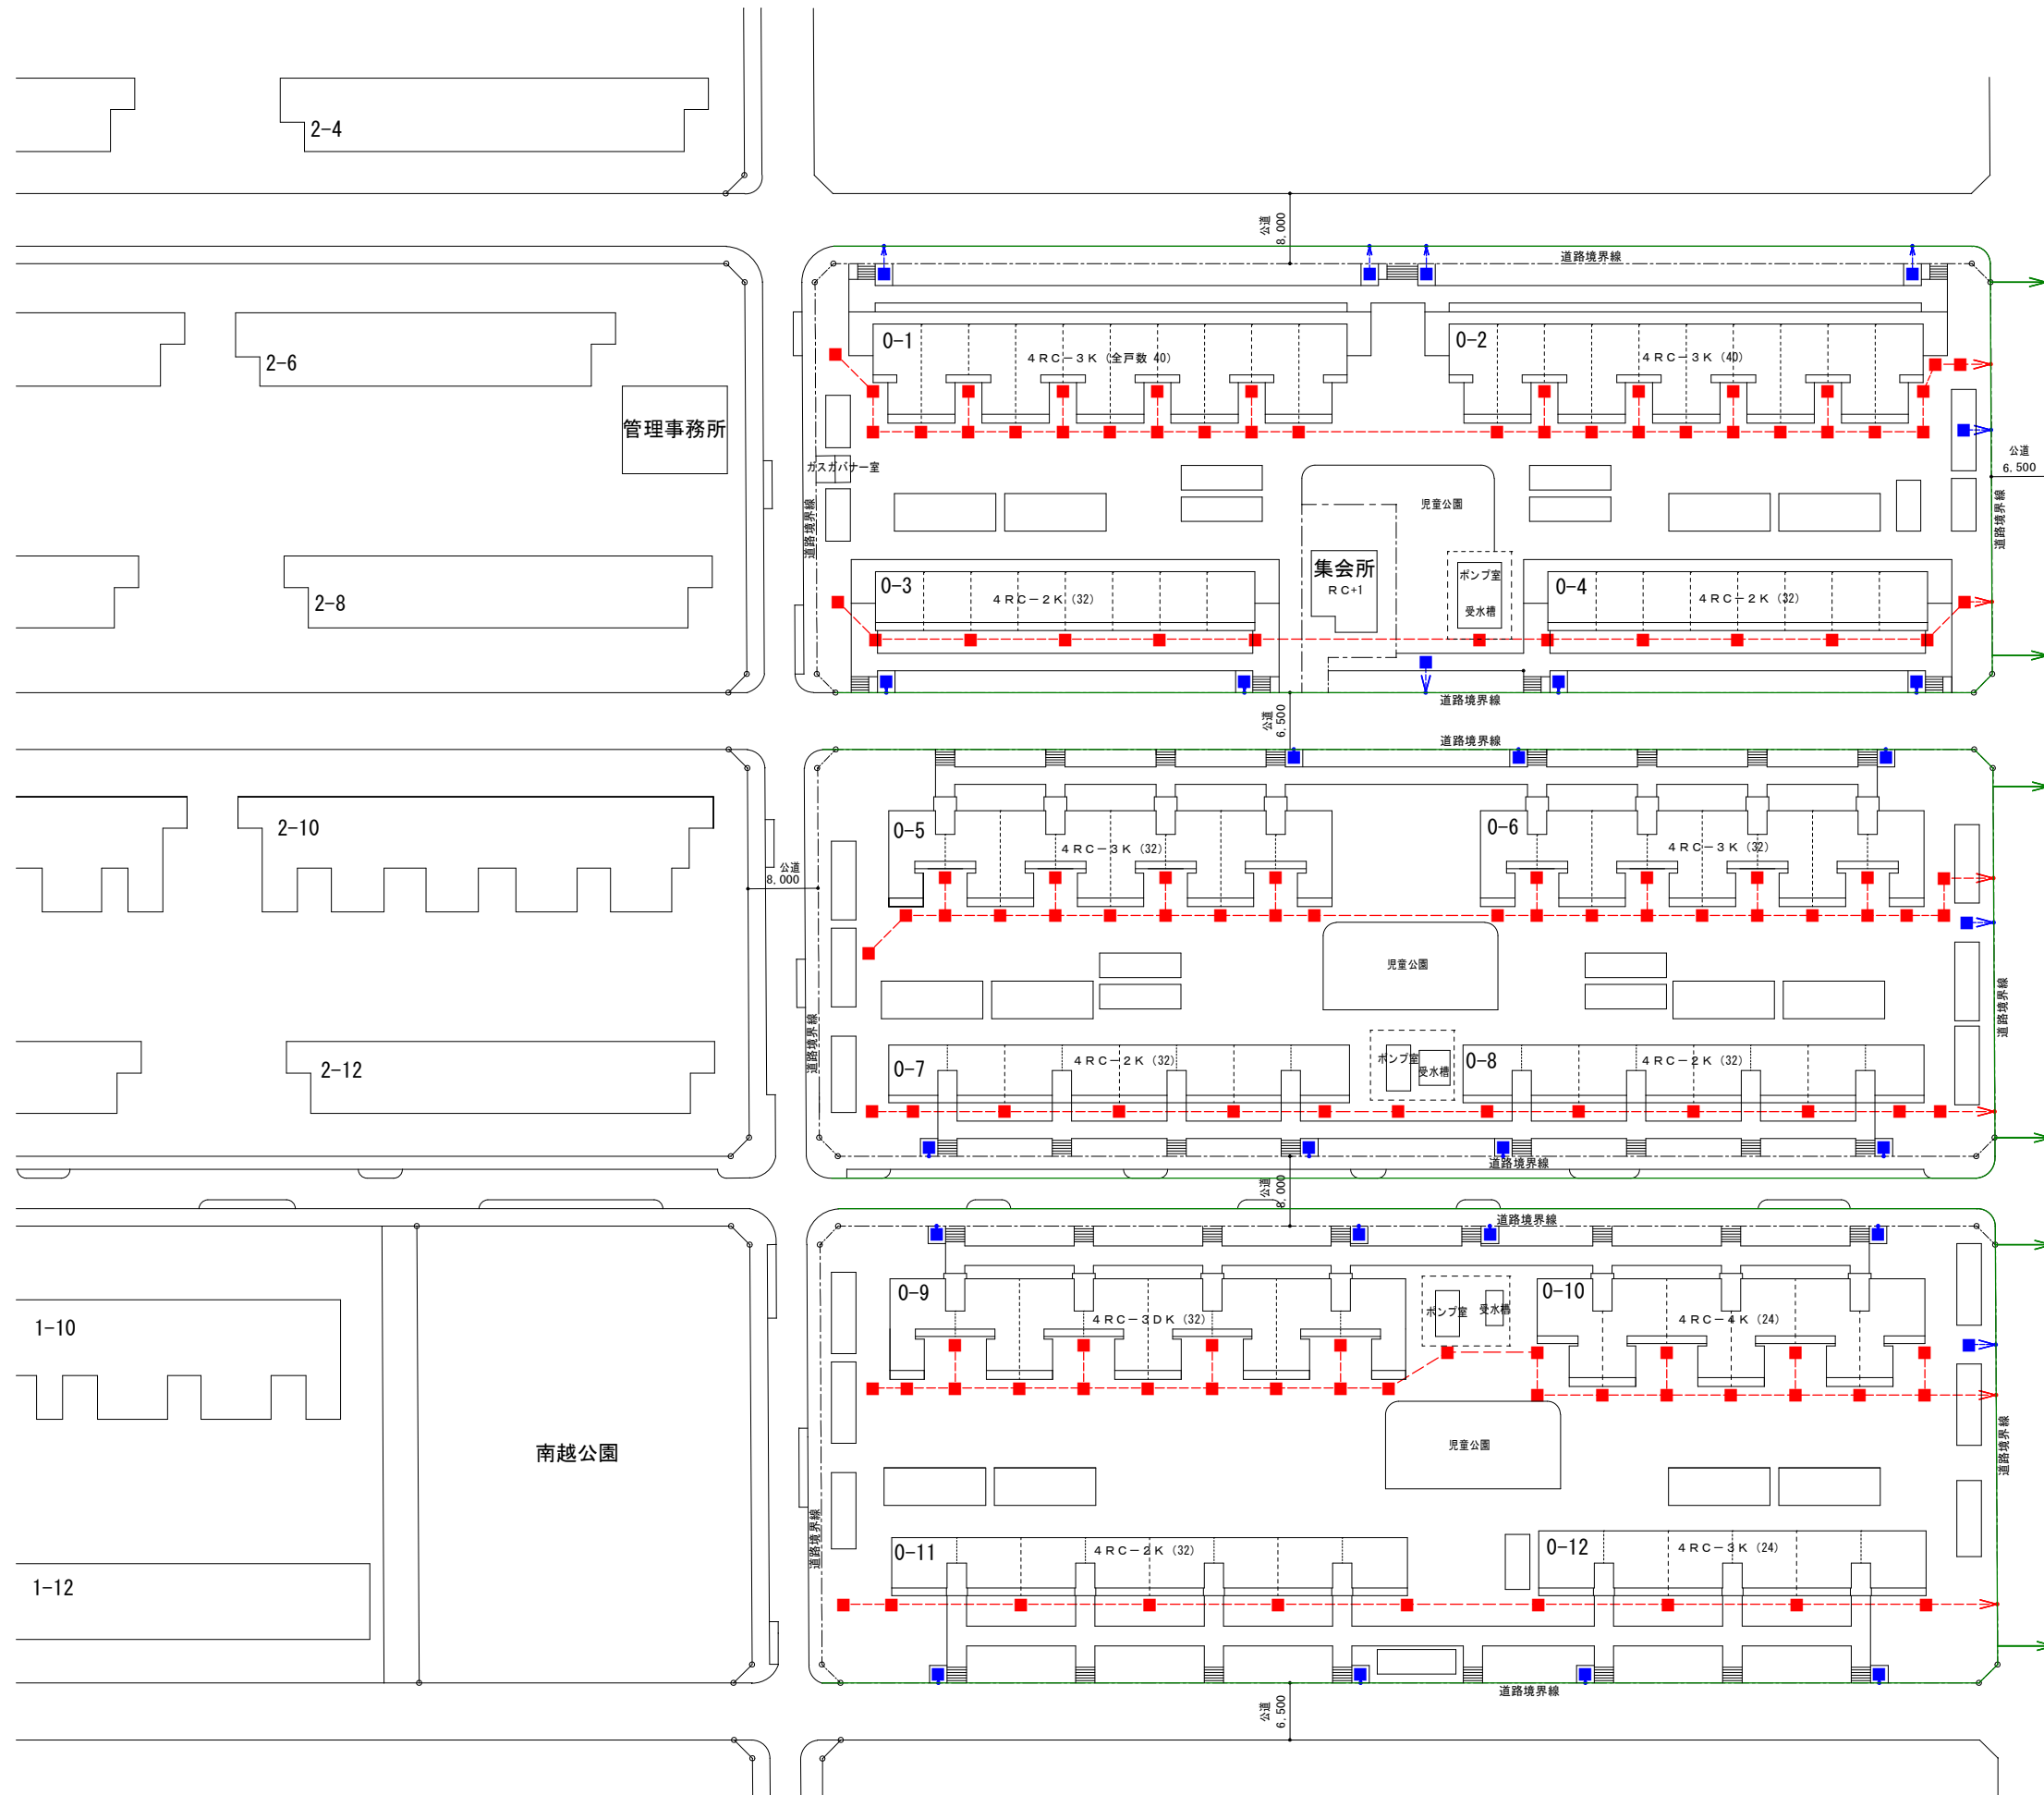 2-4
公道
8.000
道路境界線
0-1
4RC-3K(全戸数 40)
0-2
4RC-3K(40)
2-6
管理事務所
ガスガバナー室
道路境界線
児童公園
公道
6.500
道路境界線
2-8
0-3
4RC-2K(32)
集会所
RC+1
ポンプ室
受水槽
0-4
4RC-2K(32)
道路境界線
公道
6.500
道路境界線
2-10
公道
8.000
0-5
4RC-3K(32)
0-6
4RC-3K(32)
児童公園
道路境界線
道路境界線
2-12
0-7
4RC-2K(32)
ポンプ室
受水槽
0-8
4RC-2K(32)
道路境界線
公道
8.000
道路境界線
1-10
0-9
4RC-3DK(32)
ポンプ室
受水槽
0-10
4RC-4K(24)
南越公園
児童公園
道路境界線
道路境界線
1-12
0-11
4RC-2K(32)
0-12
4RC-3K(24)
道路境界線
公道
6.500